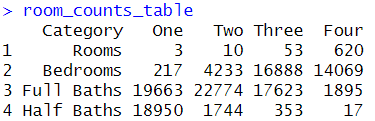 > room_counts_table
Category One Two Three Four
1 Rooms 3 10 53 620
2 Bedrooms 217 4233 16888 14069
3 Full Baths 19663 22774 17623 1895
4 Half Baths 18950 1744 353 17